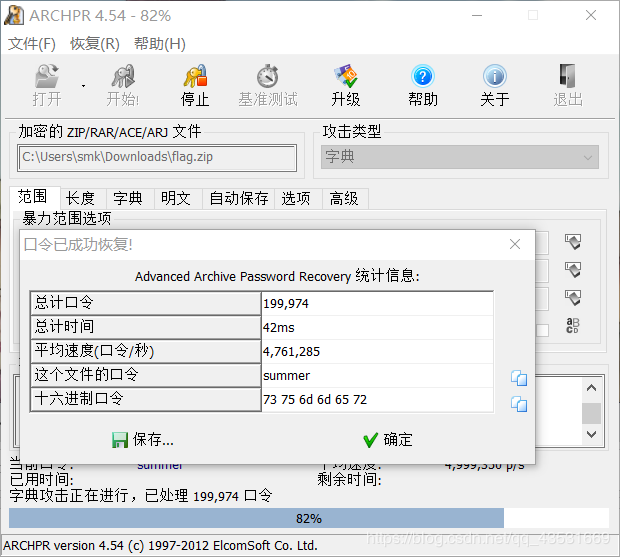 ARCHPR 4.54 - 82%
文件(F) 恢复(R) 帮助(H)
打开 开始! 停止 基准测试 升级 帮助 关于 退出
加密的 ZIP/RAR/ACE/ARJ 文件 攻击类型
C:\Users\smk\Downloads\flag.zip 字典
范围 长度 字典 明文 自动保存 选项 高级
暴力范围选项
口令已成功恢复!
Advanced Archive Password Recovery 统计信息:
总计口令 199,974
总计时间 42ms
平均速度(口令/秒) 4,761,285
这个文件的口令 summer
十六进制口令 73 75 6d 6d 65 72
保存... 确定
当前口令: summer 平均速度: 4,999,350 p/s
已用时间: 剩余时间:
字典攻击正在进行，已处理 199,974 口令
82%
ARCHPR version 4.54 (c) 1997-2012 ElcomSoft Co. Ltd.
https://blog.csdn.net/qq_43531669